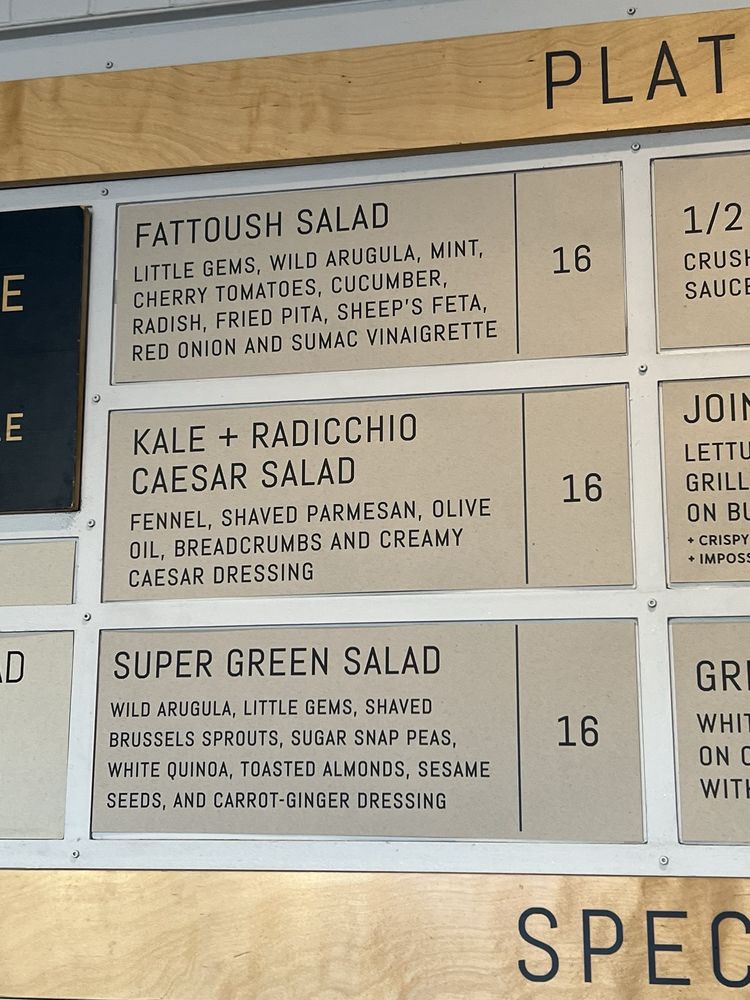 PLAT
E
LE
AD
FATTOUSH SALAD
LITTLE GEMS, WILD ARUGULA, MINT,
CHERRY TOMATOES, CUCUMBER,
RADISH, FRIED PITA, SHEEP'S FETA,
RED ONION AND SUMAC VINAIGRETTE
16
KALE + RADICCHIO
CAESAR SALAD
FENNEL, SHAVED PARMESAN, OLIVE
OIL, BREADCRUMBS AND CREAMY
CAESAR DRESSING
16
SUPER GREEN SALAD
WILD ARUGULA, LITTLE GEMS, SHAVED
BRUSSELS SPROUTS, SUGAR SNAP PEAS,
WHITE QUINOA, TOASTED ALMONDS, SESAME
SEEDS, AND CARROT-GINGER DRESSING
16
1/2
CRUSH
SAUCE
JOIN
LETTU
GRILL
ON BU
+ CRISPY
+ IMPOSS
GRI
WHIT
ON C
WITH
SPEC